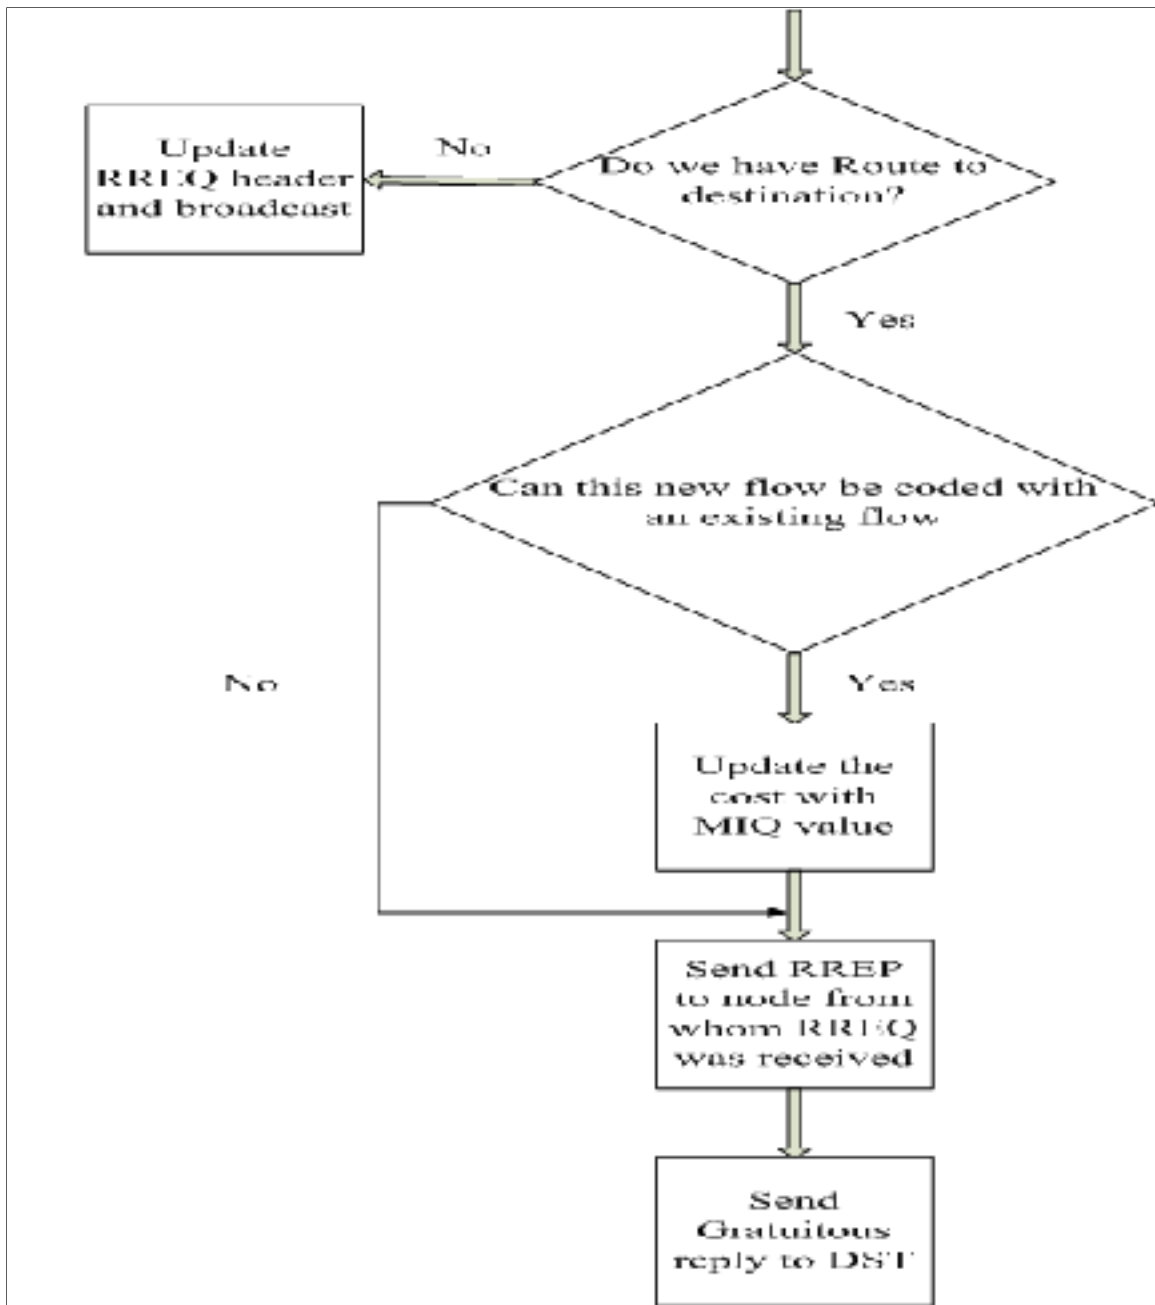 Do we have Route to
destination?
No
Update
RREQ header
and broadcast
Yes
Can this new flow be coded with
an existing flow
No
Yes
Update the
cost with
MIQ value
Send RREP
to node from
whom RREQ
was received
Send
Gratuitous
reply to DST